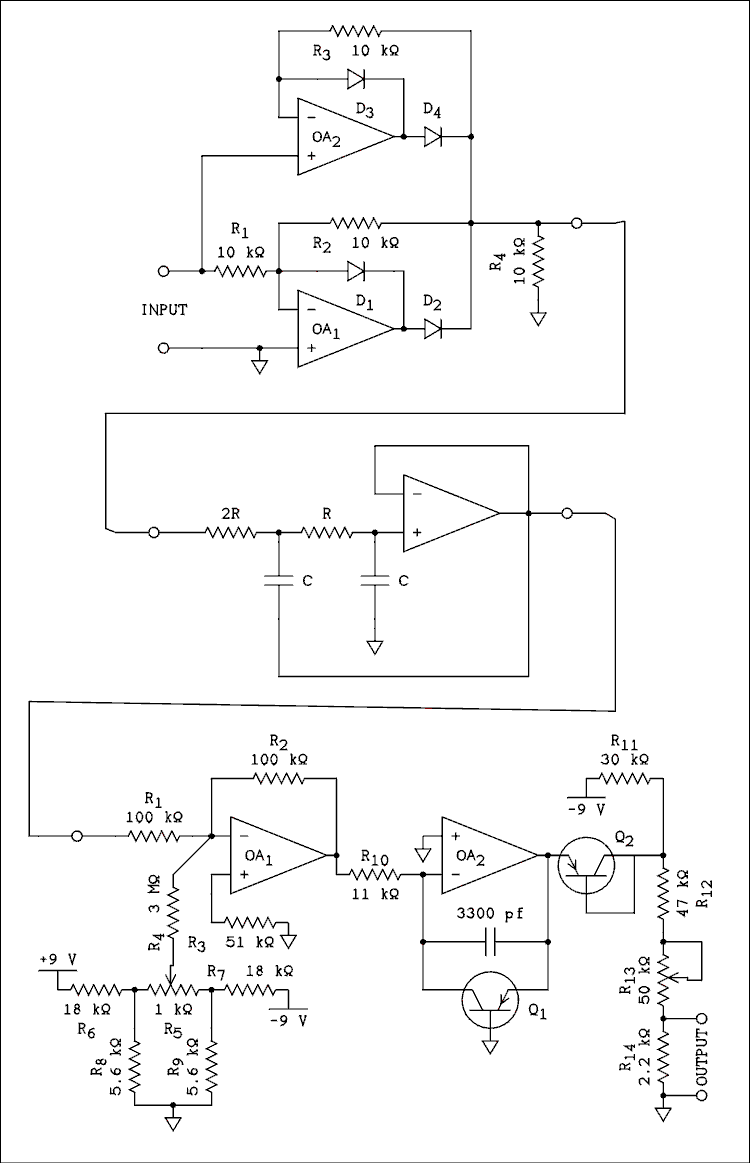 R3 10 kΩ
D3 D4
−
OA2
+
R1
10 kΩ
R2 10 kΩ
R4
10 kΩ
INPUT
D1 D2
−
OA1
+
2R R
−
+
C C
R2
100 kΩ
R11
30 kΩ
-9 V
R1
100 kΩ
−
OA1
+
R10
11 kΩ
+
OA2
−
Q2
47 kΩ
R12
3 MΩ
R4
R3
51 kΩ
3300 pf
+9 V
R7 18 kΩ
-9 V
18 kΩ
R6
1 kΩ
R5
R13
50 kΩ
Q1
R8
5.6 kΩ
R9
5.6 kΩ
R14
2.2 kΩ
OUTPUT